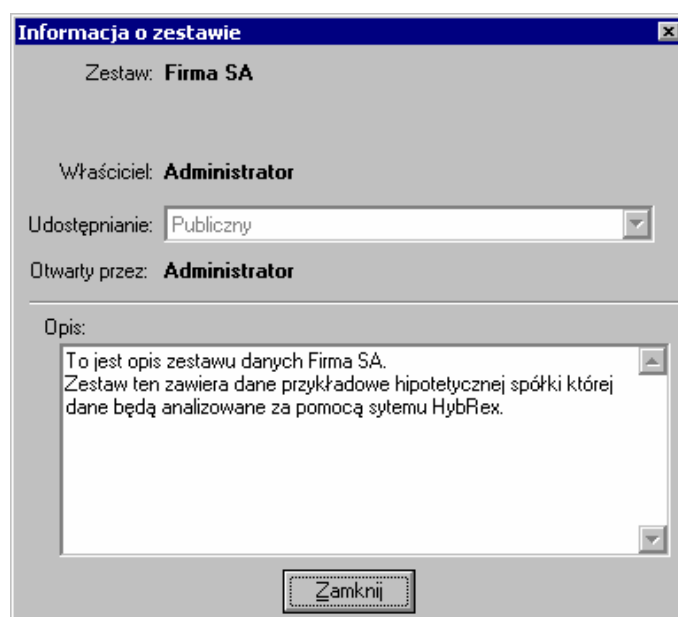 Informacja o zestawie
Zestaw: Firma SA
Właściciel: Administrator
Udostępnianie: Publiczny
Otwarty przez: Administrator
Opis:
To jest opis zestawu danych Firma SA.
Zestaw ten zawiera dane przykładowe hipotetycznej spółki której
dane będą analizowane za pomocą sytemu HybRex.
Zamknij